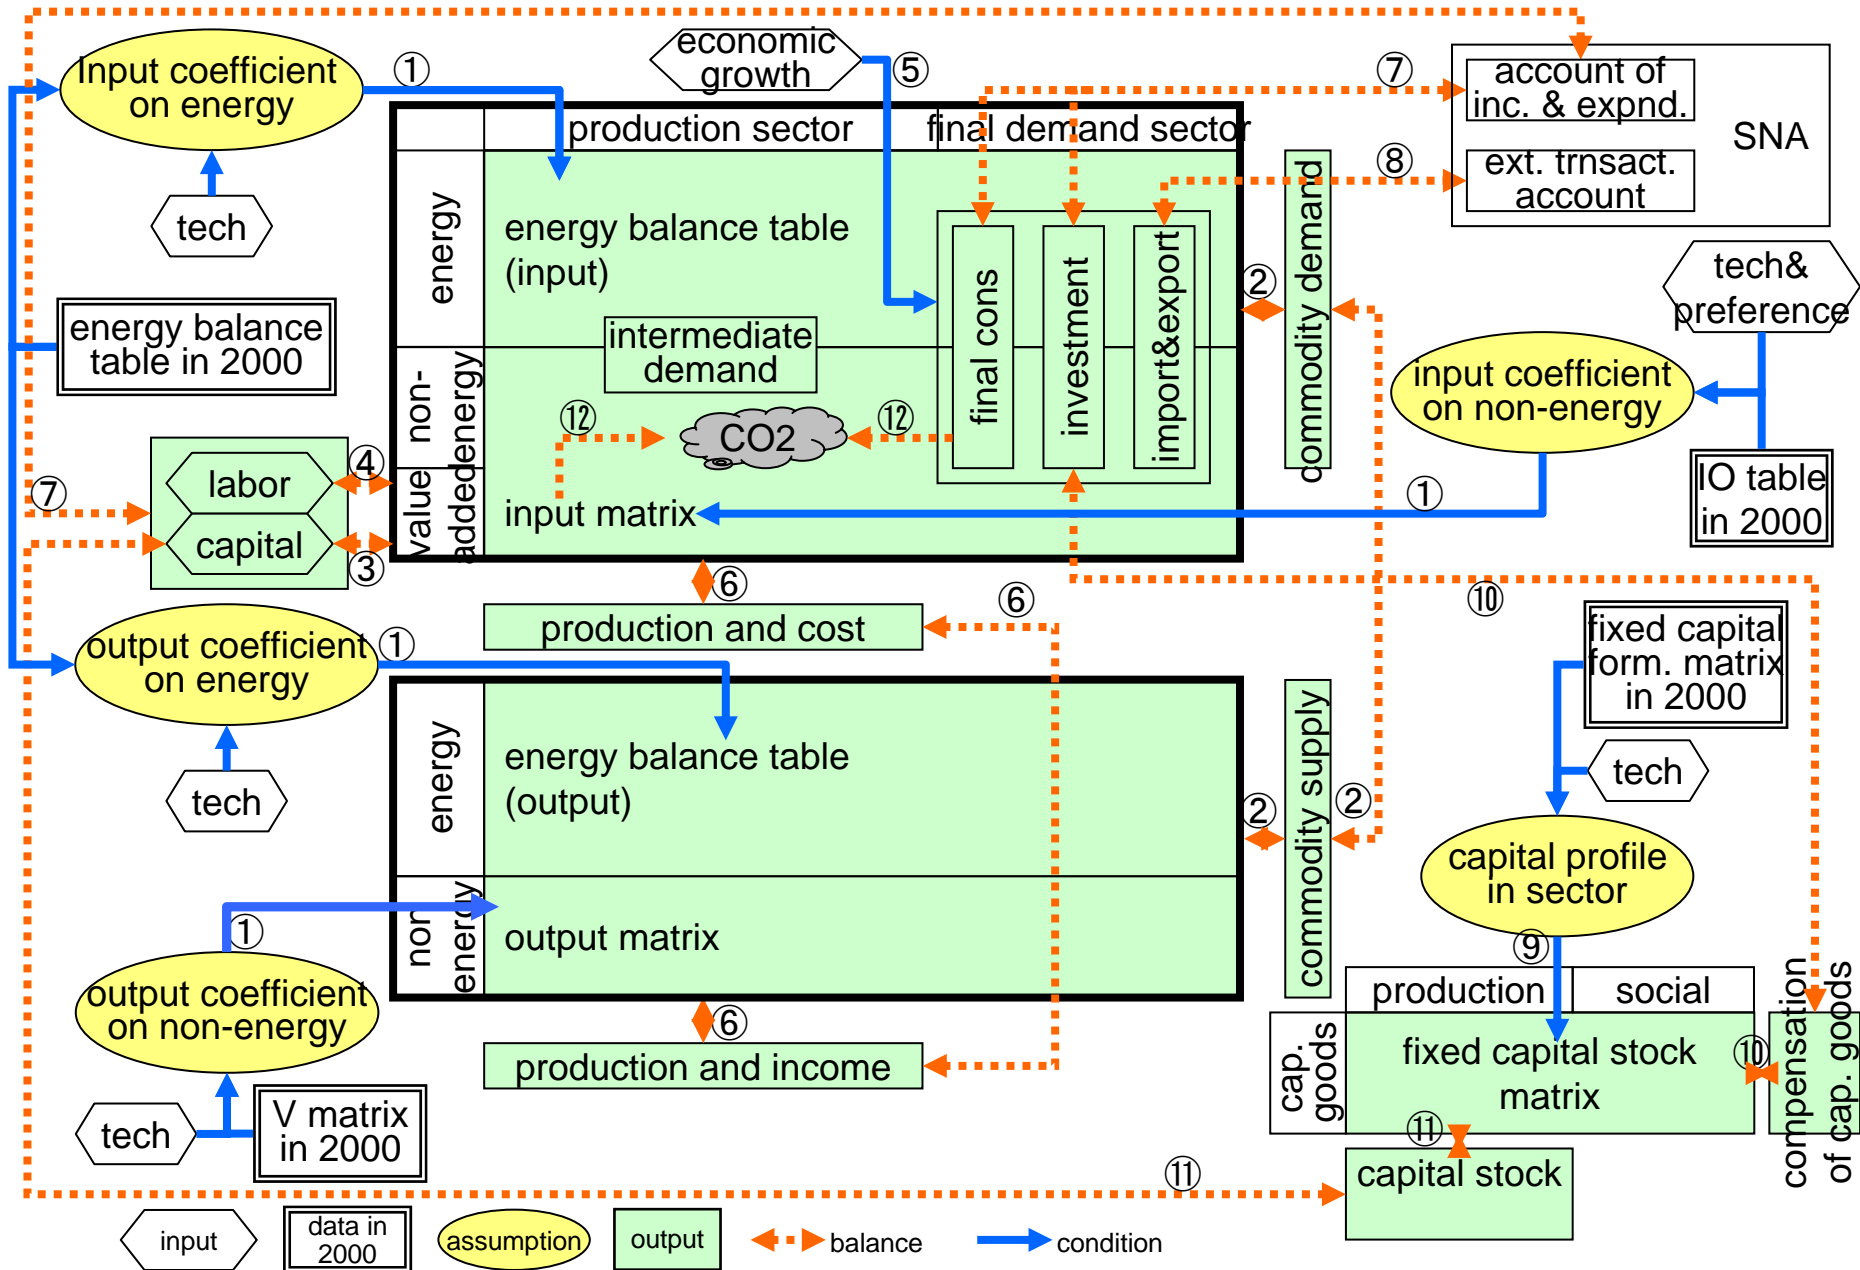 Input coefficient
on energy
①
economic
growth
⑤
⑦
account of
inc. & expnd.
SNA
⑧
ext. trnsact.
account
production sector
final demand sector
tech
energy
energy balance table
(input)
final cons
investment
import&export
②
commodity demand
tech&
preference
energy balance
table in 2000
intermediate
demand
non-
energy
⑫
CO2
⑫
input coefficient
on non-energy
IO table
in 2000
labor
④
⑦
capital
③
value
added
input matrix
①
⑥
⑥
⑩
production and cost
output coefficient
on energy
①
fixed capital
form. matrix
in 2000
tech
energy
energy balance table
(output)
②
commodity supply
②
tech
capital profile
in sector
⑨
non
energy
output matrix
①
output coefficient
on non-energy
⑥
production and income
production
social
cap.
goods
fixed capital stock
matrix
⑩
compensation
of cap. goods
tech
V matrix
in 2000
⑪
⑪
capital stock
input
data in
2000
assumption
output
balance
condition